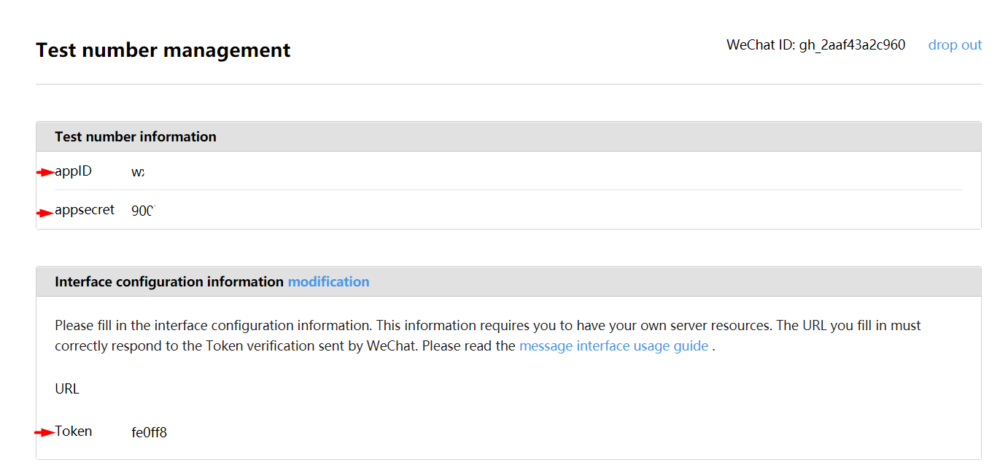 Test number management
WeChat ID: gh_2aaf43a2c960 drop out
Test number information
appID
appsecret 900
Interface configuration information modification
Please fill in the interface configuration information. This information requires you to have your own server resources. The URL you fill in must
correctly respond to the Token verification sent by WeChat. Please read the message interface usage guide .
URL
Token fe0ff8